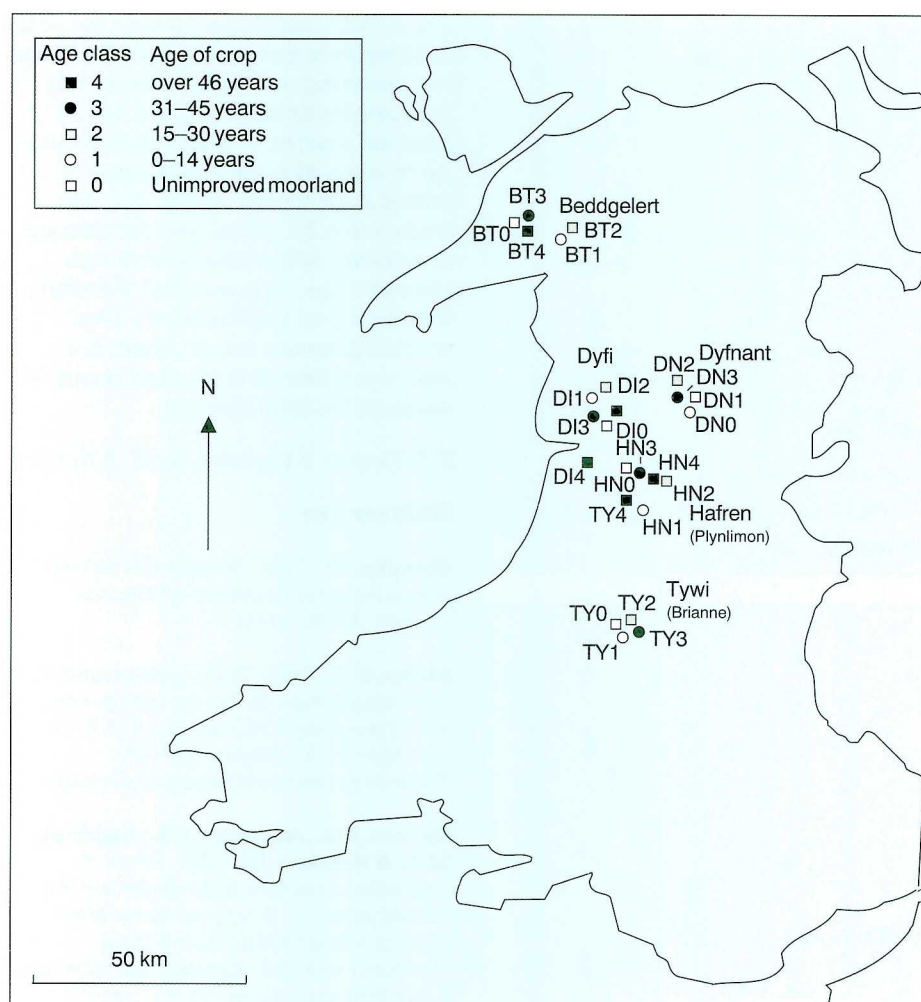 Age class Age of crop
4 over 46 years
3 31–45 years
2 15–30 years
1 0–14 years
0 Unimproved moorland
BT3 Beddgelert
BT0 BT2
BT4 BT1
N
Dyfi DN2 Dyfnant
DI2 DN3
DI1 DN1
DI3 DI0 DN0
HN3
DI4 HN4
HN0 HN2
TY4 HN1 Hafren
(Plynlimon)
Tywi
(Brianne)
TY0 TY2
TY1 TY3
50 km